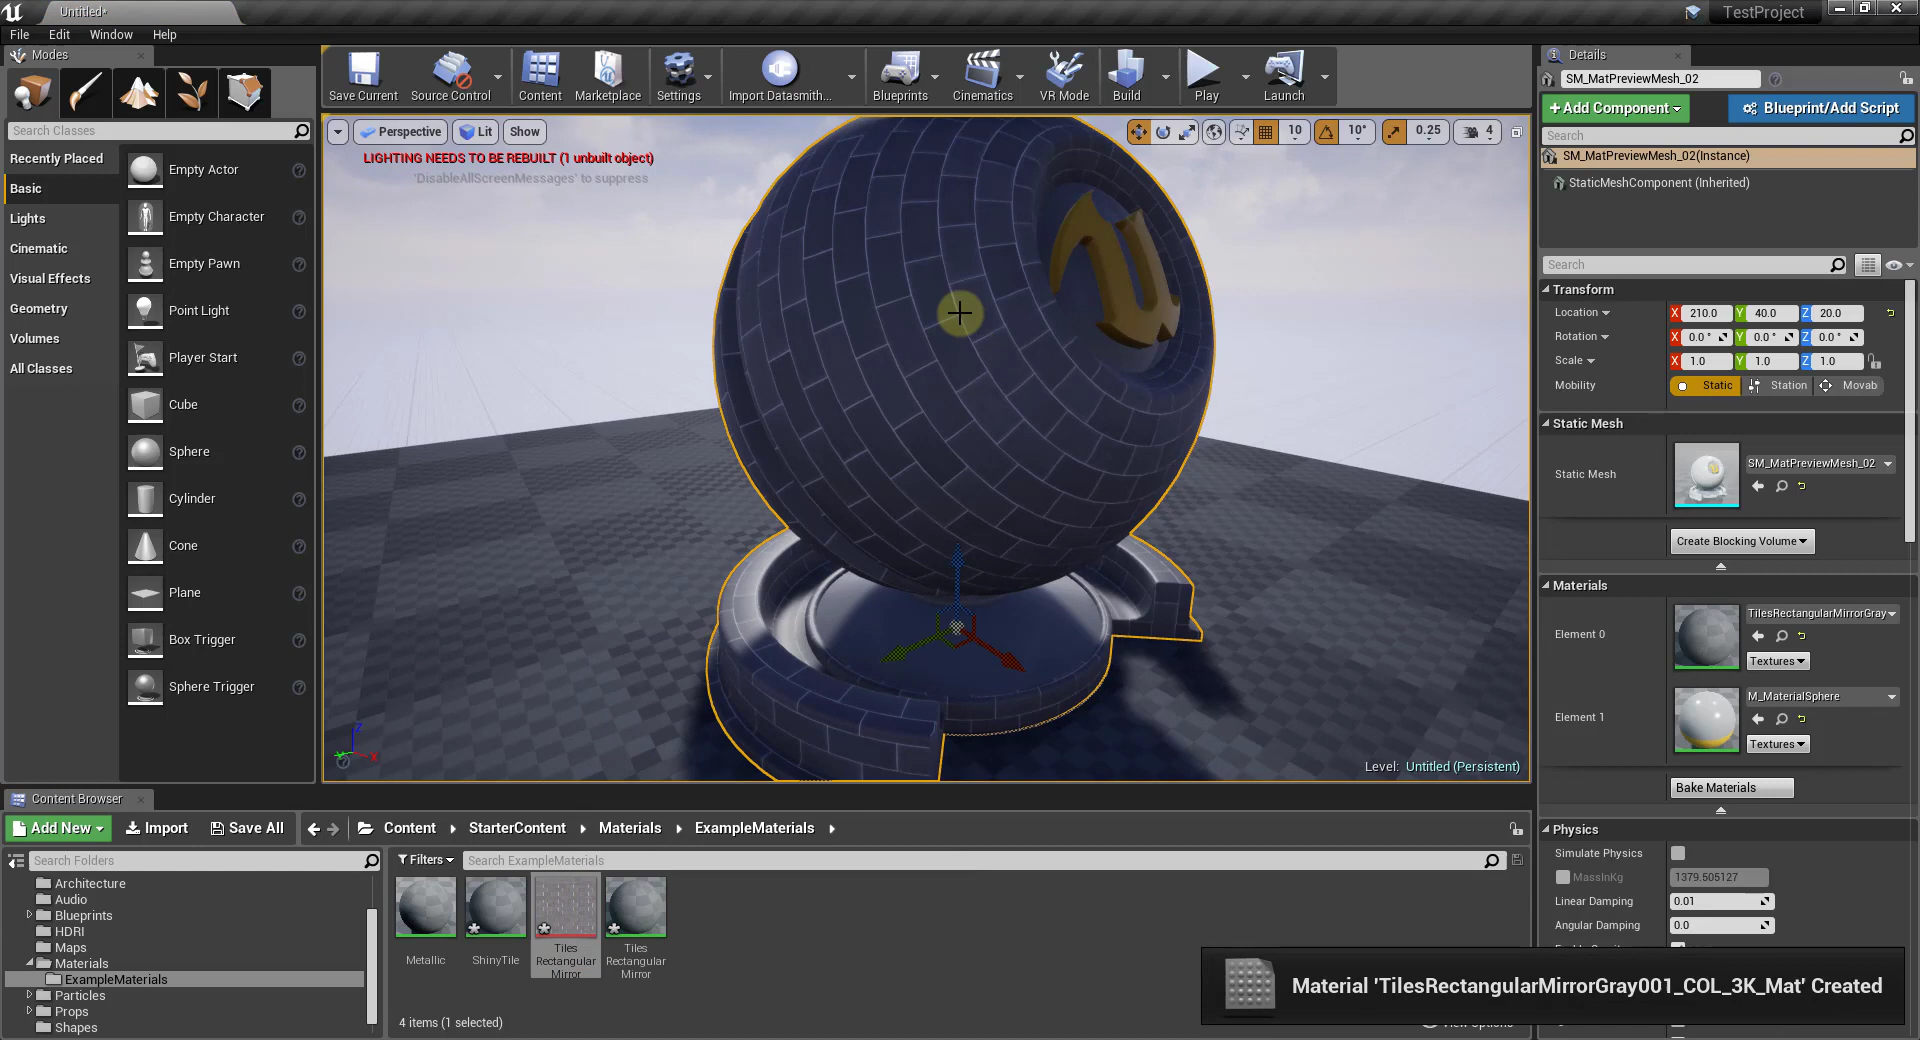 Untitled*
TestProject
File Edit Window Help
Modes
Details
Save Current
Source Control
Content
Marketplace
Settings
Import Datasmith...
Blueprints
Cinematics
VR Mode
Build
Play
Launch
SM_MatPreviewMesh_02
+Add Component
Blueprint/Add Script
Search
SM_MatPreviewMesh_02(Instance)
StaticMeshComponent (Inherited)
Search Classes
Recently Placed
Basic
Lights
Cinematic
Visual Effects
Geometry
Volumes
All Classes
Empty Actor
Empty Character
Empty Pawn
Point Light
Player Start
Cube
Sphere
Cylinder
Cone
Plane
Box Trigger
Sphere Trigger
Perspective
Lit
Show
10
10°
0.25
4
LIGHTING NEEDS TO BE REBUILT (1 unbuilt object)
'DisableAllScreenMessages' to suppress
Z
X
Level: Untitled (Persistent)
Search
Transform
Location X 210.0 Y 40.0 Z 20.0
Rotation X 0.0 ° Y 0.0 ° Z 0.0 °
Scale X 1.0 Y 1.0 Z 1.0
Mobility Static Station Movab
Static Mesh
Static Mesh
SM_MatPreviewMesh_02
Create Blocking Volume
Materials
Element 0
TilesRectangularMirrorGray
Textures
Element 1
M_MaterialSphere
Textures
Bake Materials
Physics
Simulate Physics
MassInKg 1379.505127
Linear Damping 0.01
Angular Damping 0.0
Content Browser
Add New
Import
Save All
Content
StarterContent
Materials
ExampleMaterials
Search Folders
Architecture
Audio
Blueprints
HDRI
Maps
Materials
ExampleMaterials
Particles
Props
Shapes
Filters
Search ExampleMaterials
Metallic
ShinyTile
Tiles
Rectangular
Mirror
Tiles
Rectangular
Mirror
4 items (1 selected)
Material 'TilesRectangularMirrorGray001_COL_3K_Mat' Created